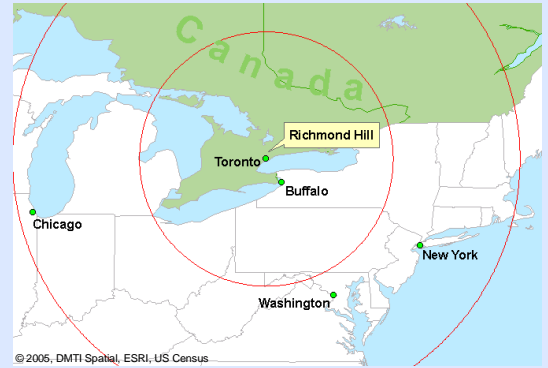 Canada
Richmond Hill
Toronto
Buffalo
Chicago
New York
Washington
© 2005, DMTI Spatial, ESRI, US Census